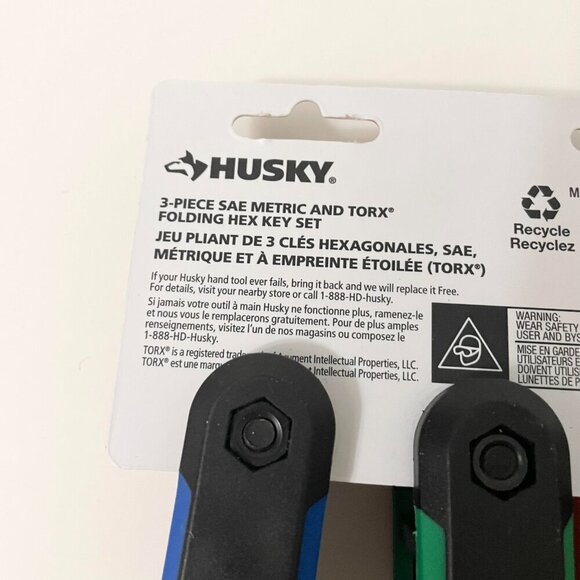 HUSKY®
3-PIECE SAE METRIC AND TORX®
FOLDING HEX KEY SET
JEU PLIANT DE 3 CLÉS HEXAGONALES, SAE,
MÉTRIQUE ET À EMPREINTE ÉTOILÉE (TORX®)
If your Husky hand tool ever fails, bring it back and we will replace it Free.
For details, visit your nearby store or call 1-888-HD-husky.
Si jamais votre outil à main Husky ne fonctionne plus, ramenez-le
et nous vous le remplacerons gratuitement. Pour de plus amples
renseignements, visitez l'un de nos magasins ou composez le
1-888-HD-Husky.
TORX® is a registered Intellectual Properties, LLC.
TORX® est une Intellectual Properties, LLC.
M
Recycle
Recyclez
WARNING:
WEAR SAFETY
USER AND BYS
MISE EN GARDE
UTILISATEURS E
DOIVENT UTILIS
LUNETTES DE P